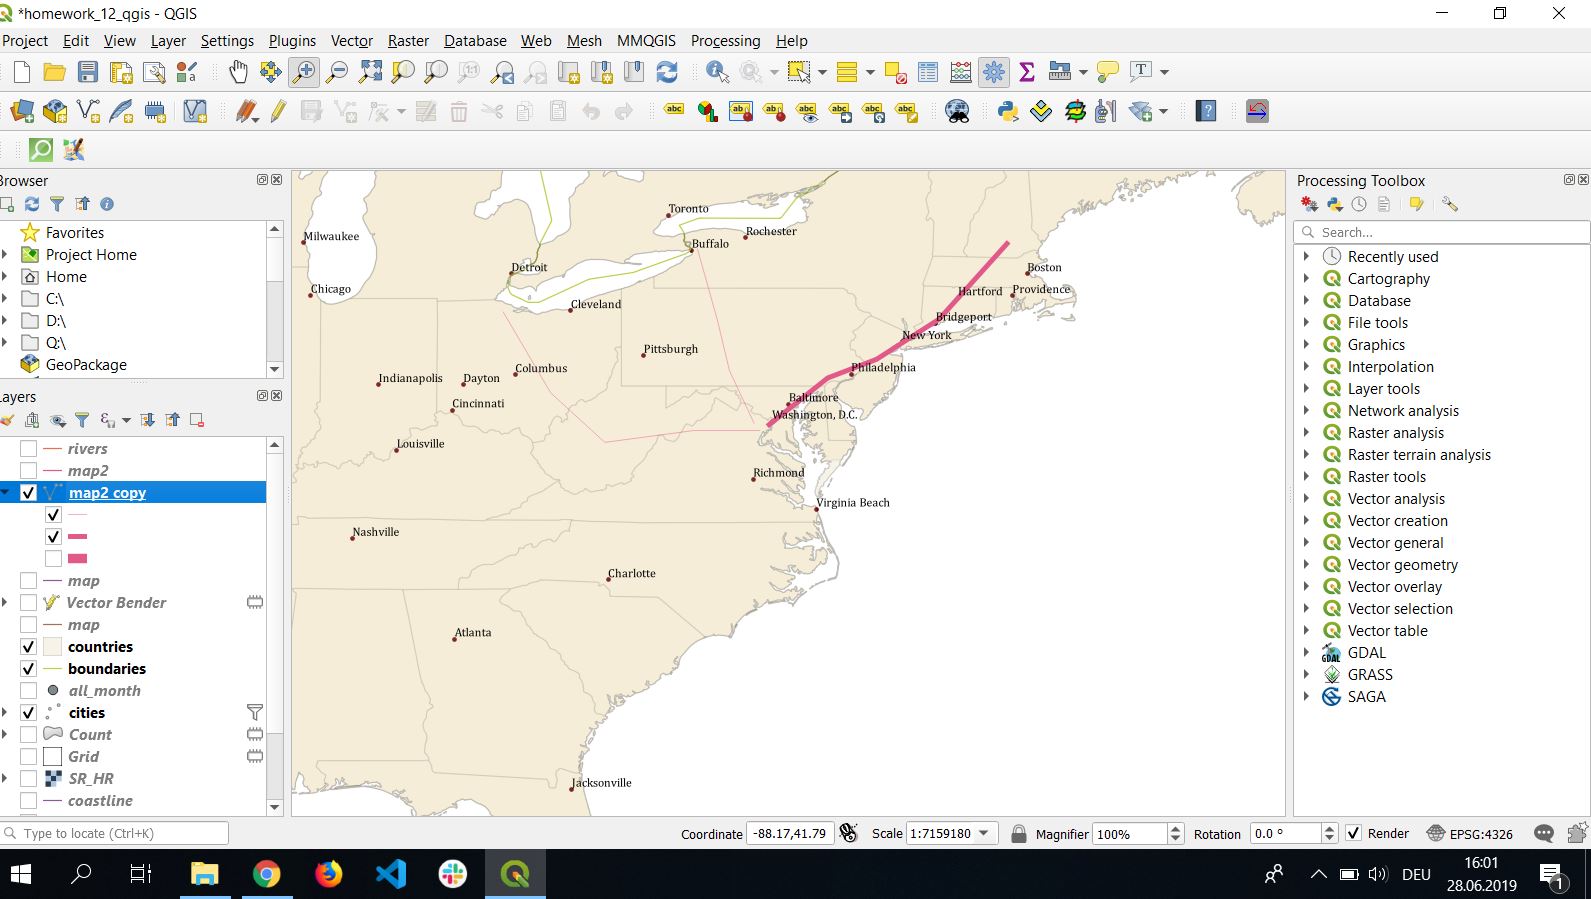 *homework_12_qgis - QGIS
Project Edit View Layer Settings Plugins Vector Raster Database Web Mesh MMQGIS Processing Help
Browser
Favorites
Project Home
Home
C:\
D:\
Q:\
GeoPackage
Layers
rivers
map2
map2 copy
map
Vector Bender
map
countries
boundaries
all_month
cities
Count
Grid
SR_HR
coastline
Toronto
Rochester
Buffalo
Milwaukee
Detroit
Chicago
Cleveland
Boston
Hartford Providence
Bridgeport
New York
Pittsburgh
Philadelphia
Columbus
Indianapolis Dayton
Cincinnati
Baltimore
Washington, D.C.
Louisville
Richmond
Virginia Beach
Nashville
Charlotte
Atlanta
Jacksonville
Processing Toolbox
Search...
Recently used
Cartography
Database
File tools
Graphics
Interpolation
Layer tools
Network analysis
Raster analysis
Raster terrain analysis
Raster tools
Vector analysis
Vector creation
Vector general
Vector geometry
Vector overlay
Vector selection
Vector table
GDAL
GRASS
SAGA
Type to locate (Ctrl+K)
Coordinate -88.17,41.79 Scale 1:7159180 Magnifier 100% Rotation 0.0 ° Render EPSG:4326
DEU
16:01
28.06.2019
1